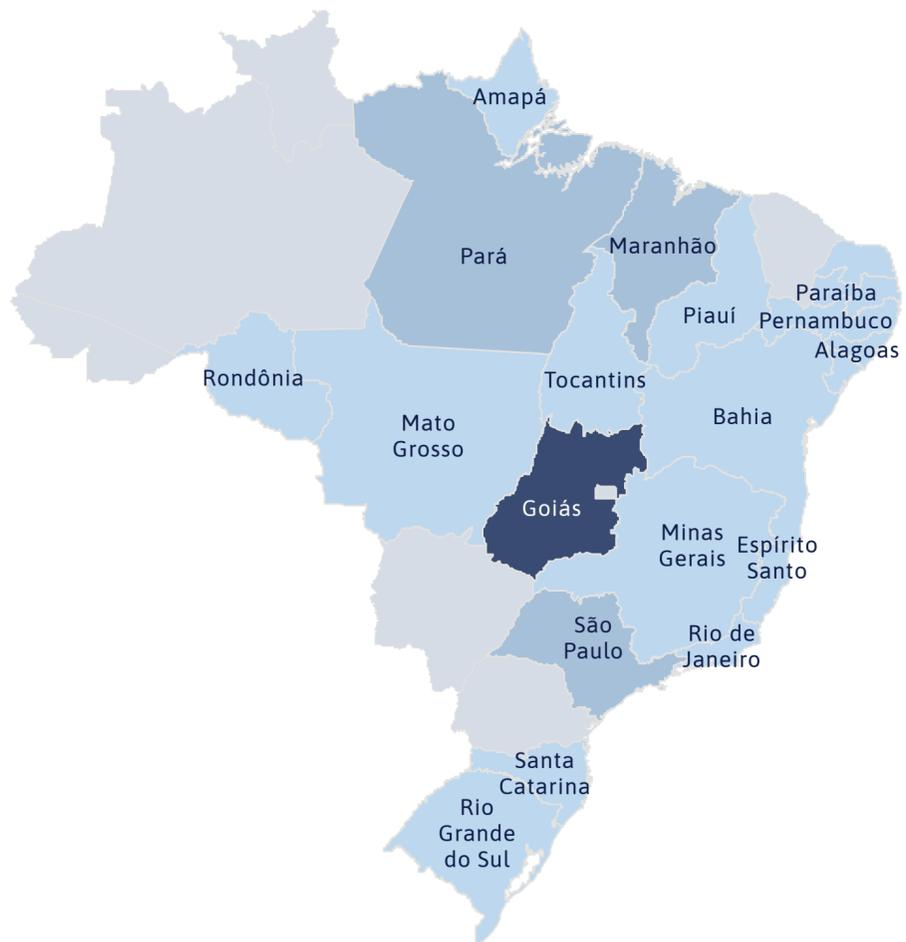 Amapá
Pará
Maranhão
Paraíba
Piauí
Pernambuco
Alagoas
Rondônia
Tocantins
Bahia
Mato
Grosso
Goiás
Minas
Gerais
Espírito
Santo
São
Paulo
Rio de
Janeiro
Santa
Catarina
Rio
Grande
do Sul